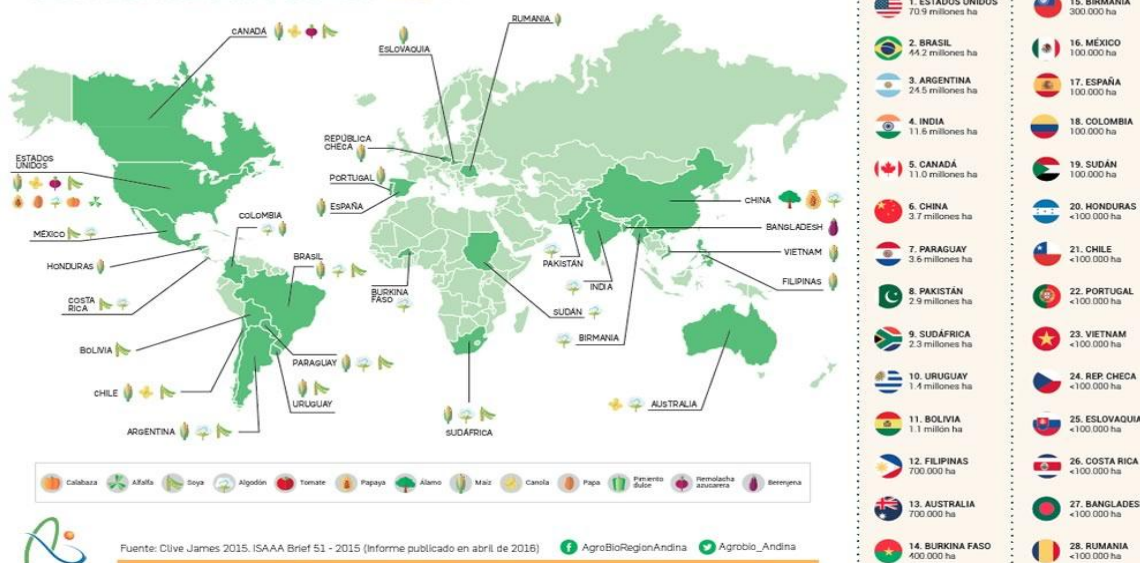 CANADÁ
RUMANIA
ESLOVAQUIA
REPÚBLICA
CHECA
PORTUGAL
ESPAÑA
ESTADOS
UNIDOS
MÉXICO
HONDURAS
COSTA
RICA
COLOMBIA
BRASIL
BOLIVIA
PARAGUAY
CHILE
URUGUAY
ARGENTINA
BURKINA
FASO
SUDÁN
SUDÁFRICA
PAKISTÁN
INDIA
BIRMANIA
CHINA
BANGLADESH
VIETNAM
FILIPINAS
AUSTRALIA
Calabaza
Alfalfa
Soya
Algodón
Tomate
Papaya
Álamo
Maíz
Canola
Papa
Pimiento
dulce
Remolacha
azucarera
Berenjena
Fuente: Clive James 2015. ISAAA Brief 51 - 2015 (Informe publicado en abril de 2016)
AgroBioRegionAndina
Agrobio_Andina
1. ESTADOS UNIDOS
70.9 millones ha
2. BRASIL
44.2 millones ha
3. ARGENTINA
24.5 millones ha
4. INDIA
11.6 millones ha
5. CANADÁ
11.0 millones ha
6. CHINA
3.7 millones ha
7. PARAGUAY
3.6 millones ha
8. PAKISTÁN
2.9 millones ha
9. SUDÁFRICA
2.3 millones ha
10. URUGUAY
1.4 millones ha
11. BOLIVIA
1.1 millón ha
12. FILIPINAS
700.000 ha
13. AUSTRALIA
700.000 ha
14. BURKINA FASO
400.000 ha
15. BIRMANIA
300.000 ha
16. MÉXICO
100.000 ha
17. ESPAÑA
100.000 ha
18. COLOMBIA
100.000 ha
19. SUDÁN
100.000 ha
20. HONDURAS
<100.000 ha
21. CHILE
<100.000 ha
22. PORTUGAL
<100.000 ha
23. VIETNAM
<100.000 ha
24. REP. CHECA
<100.000 ha
25. ESLOVAQUIA
<100.000 ha
26. COSTA RICA
<100.000 ha
27. BANGLADES
<100.000 ha
28. RUMANIA
<100.000 ha